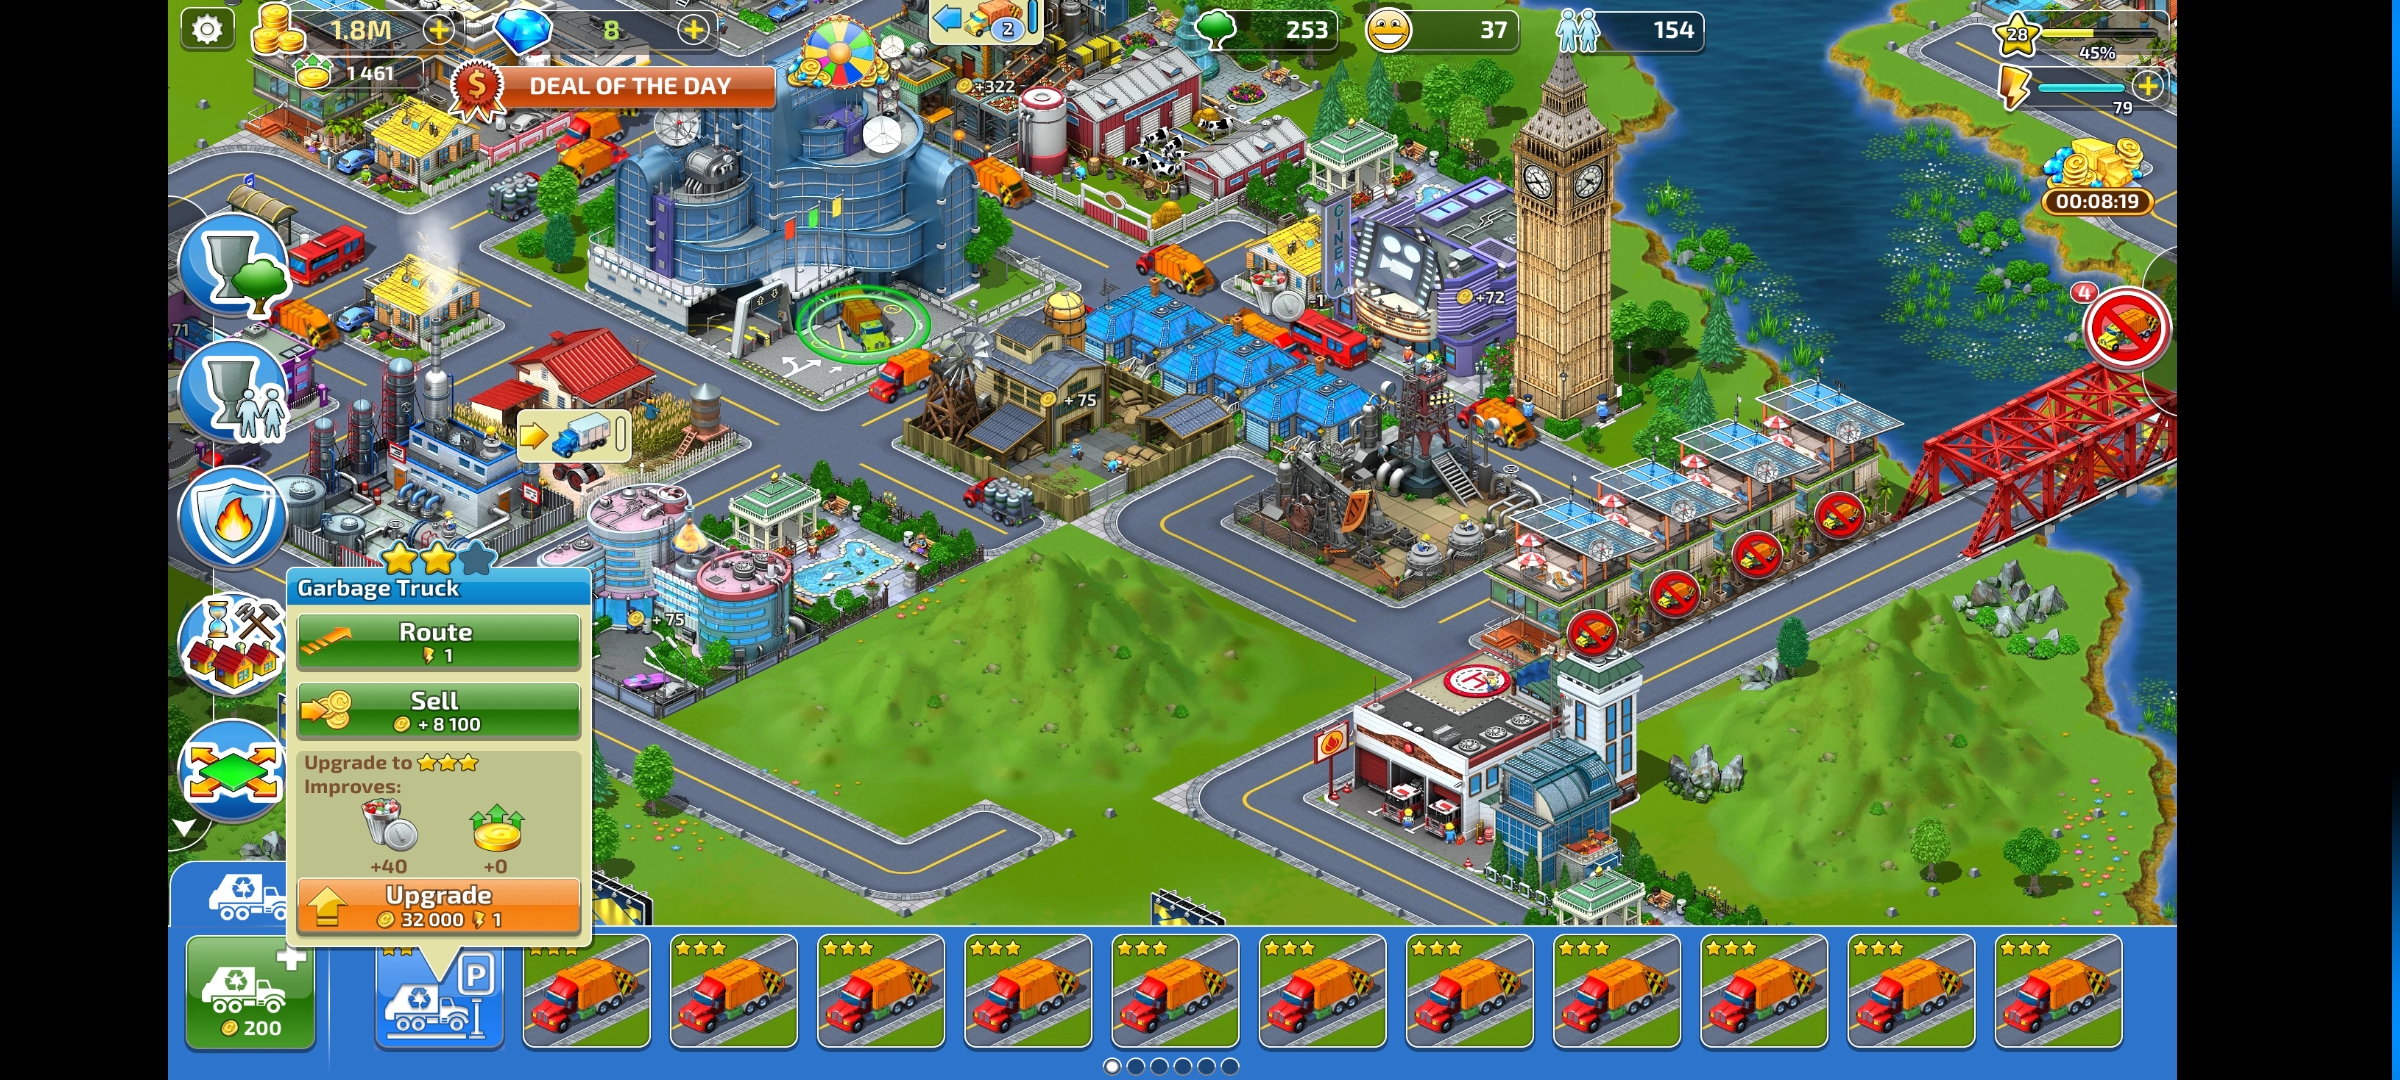 1.8M
8
2
253
37
154
28
45%
1 461
DEAL OF THE DAY
+322
79
00:08:19
CINEMA
-1
+72
4
71
+75
+75
Garbage Truck
Route
1
Sell
+8 100
Upgrade to
Improves:
+40
+0
Upgrade
32 000 1
H
P
200